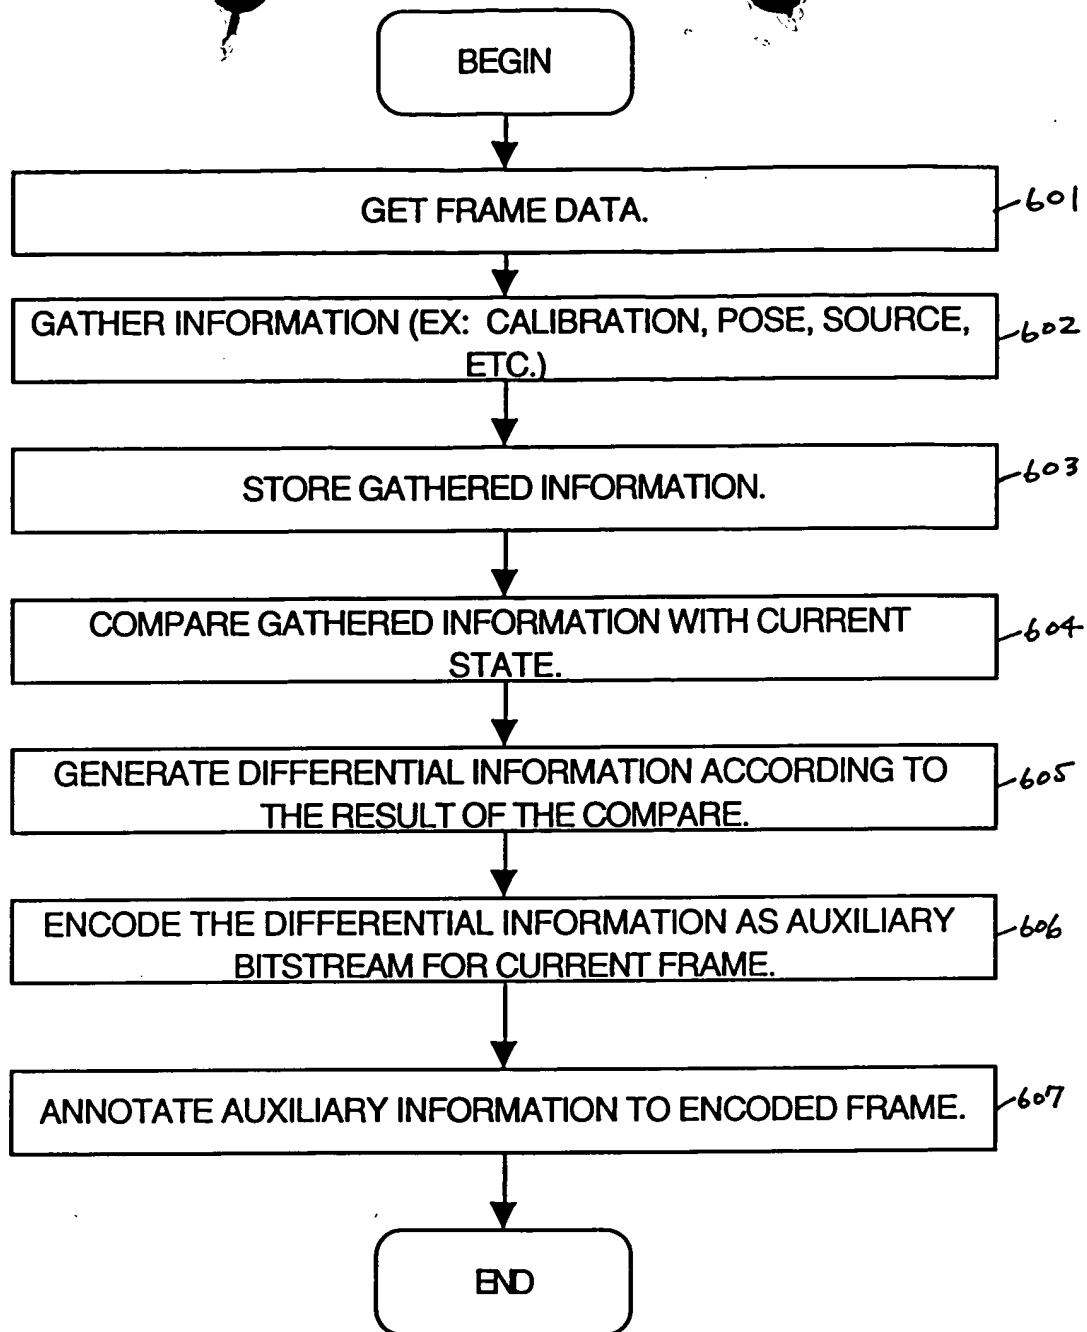 BEGIN
GET FRAME DATA.
601
GATHER INFORMATION (EX: CALIBRATION, POSE, SOURCE,
ETC.)
602
STORE GATHERED INFORMATION.
603
COMPARE GATHERED INFORMATION WITH CURRENT
STATE.
604
GENERATE DIFFERENTIAL INFORMATION ACCORDING TO
THE RESULT OF THE COMPARE.
605
ENCODE THE DIFFERENTIAL INFORMATION AS AUXILIARY
BITSTREAM FOR CURRENT FRAME.
606
ANNOTATE AUXILIARY INFORMATION TO ENCODED FRAME.
607
END